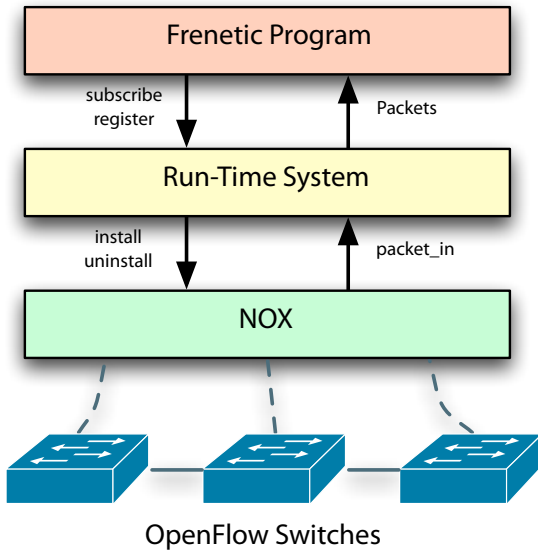 Frenetic Program
subscribe
register
Packets
Run-Time System
install
uninstall
packet_in
NOX
OpenFlow Switches